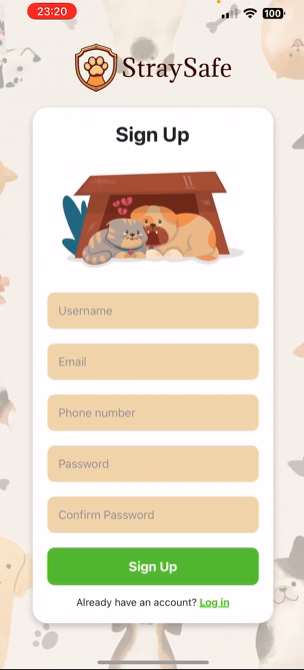 23:20
100
StraySafe
Sign Up
Username
Email
Phone number
Password
Confirm Password
Sign Up
Already have an account? Log in